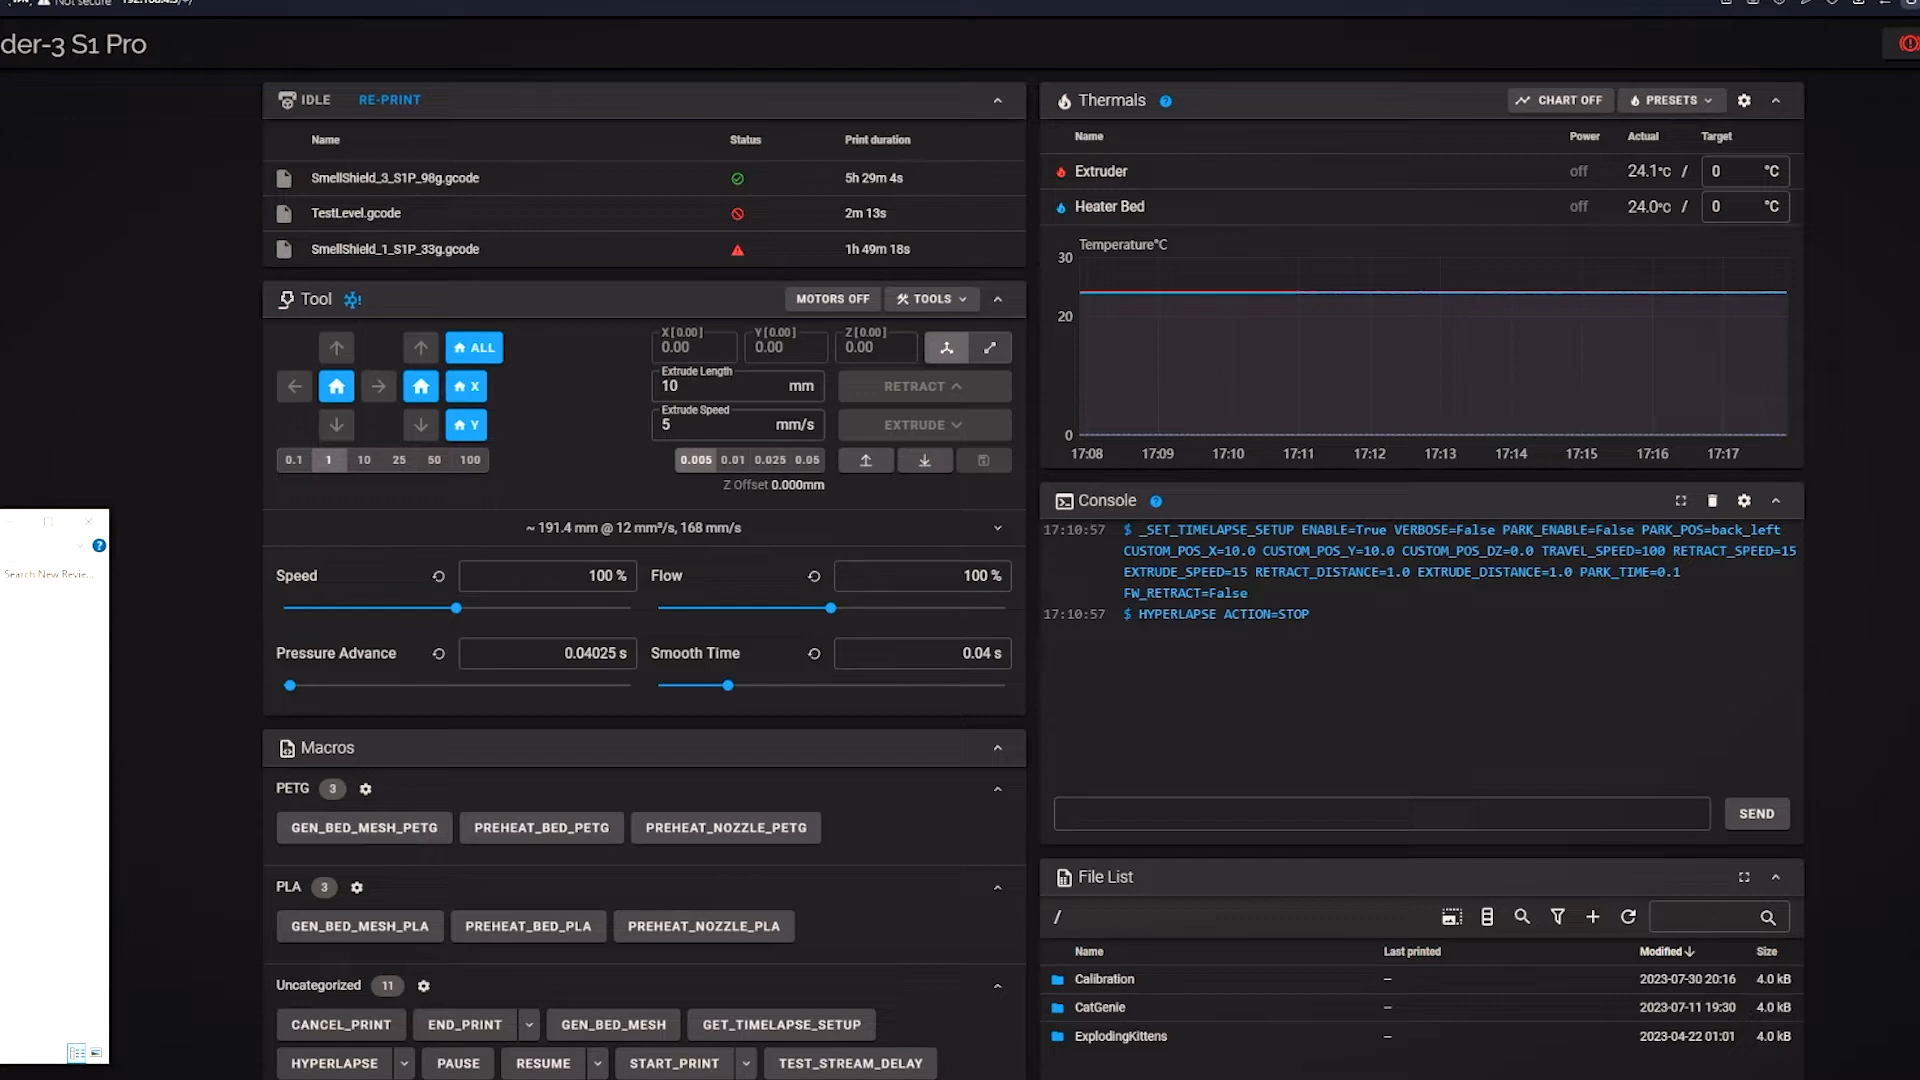 Not secure
der-3 S1 Pro
IDLE RE-PRINT
Name Status Print duration
SmellShield_3_S1P_98g.gcode 5h 29m 4s
TestLevel.gcode 2m 13s
SmellShield_1_S1P_33g.gcode 1h 49m 18s
Tool MOTORS OFF TOOLS
X [0.00] Y [0.00] Z [0.00]
0.00 0.00 0.00
ALL
Extrude Length
10 mm RETRACT
X
Extrude Speed
5 mm/s EXTRUDE
Y
0.1 1 10 25 50 100
0.005 0.01 0.025 0.05
Z Offset 0.000mm
~ 191.4 mm @ 12 mm³/s, 168 mm/s
Speed 100 % Flow 100 %
Pressure Advance 0.04025 s Smooth Time 0.04 s
Macros
PETG 3
GEN_BED_MESH_PETG PREHEAT_BED_PETG PREHEAT_NOZZLE_PETG
PLA 3
GEN_BED_MESH_PLA PREHEAT_BED_PLA PREHEAT_NOZZLE_PLA
Uncategorized 11
CANCEL_PRINT END_PRINT GEN_BED_MESH GET_TIMELAPSE_SETUP
HYPERLAPSE PAUSE RESUME START_PRINT TEST_STREAM_DELAY
Thermals CHART OFF PRESETS
Name Power Actual Target
Extruder off 24.1°C / 0 °C
Heater Bed off 24.0°C / 0 °C
Temperature°C
30
20
0
17:08 17:09 17:10 17:11 17:12 17:13 17:14 17:15 17:16 17:17
Console
17:10:57 $ _SET_TIMELAPSE_SETUP ENABLE=True VERBOSE=False PARK_ENABLE=False PARK_POS=back_left
CUSTOM_POS_X=10.0 CUSTOM_POS_Y=10.0 CUSTOM_POS_DZ=0.0 TRAVEL_SPEED=100 RETRACT_SPEED=15
EXTRUDE_SPEED=15 RETRACT_DISTANCE=1.0 EXTRUDE_DISTANCE=1.0 PARK_TIME=0.1
FW_RETRACT=False
17:10:57 $ HYPERLAPSE ACTION=STOP
SEND
File List
/
Name Last printed Modified Size
Calibration -- 2023-07-30 20:16 4.0 kB
CatGenie -- 2023-07-11 19:30 4.0 kB
ExplodingKittens -- 2023-04-22 01:01 4.0 kB
Search New Revie...